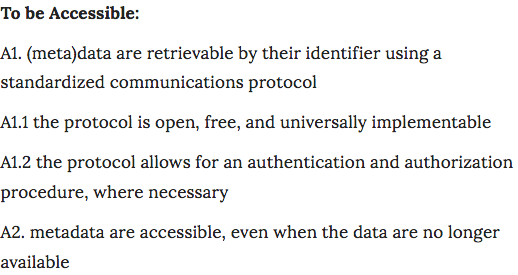 To be Accessible:
A1. (meta)data are retrievable by their identifier using a
standardized communications protocol
A1.1 the protocol is open, free, and universally implementable
A1.2 the protocol allows for an authentication and authorization
procedure, where necessary
A2. metadata are accessible, even when the data are no longer
available